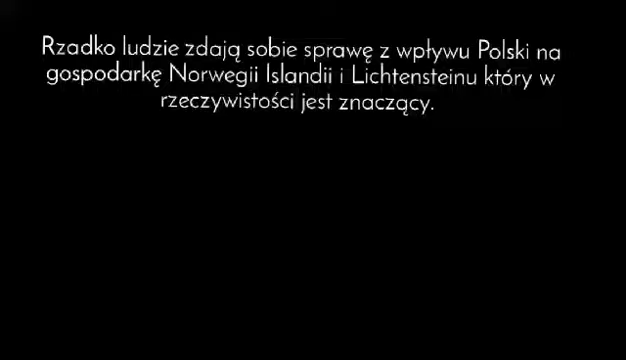 Rzadko ludzie zdają sobie sprawę z wpływu Polski na
gospodarkę Norwegii Islandii i Lichtensteinu który w
rzeczywistości jest znaczący.